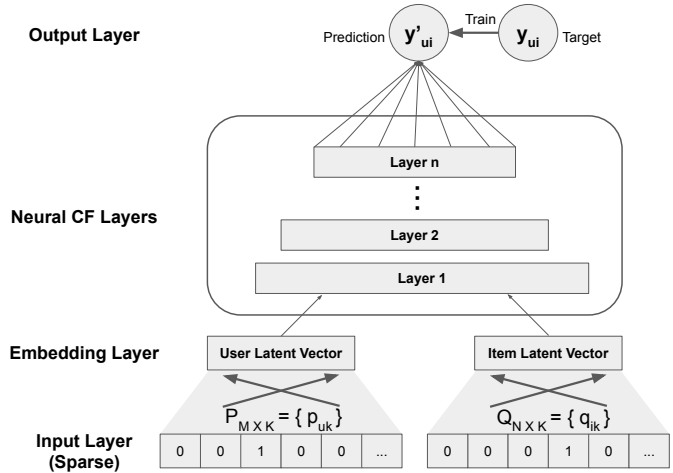 Output Layer
Prediction
y'ui
Train
yui
Target
Neural CF Layers
Layer n
Layer 2
Layer 1
Embedding Layer
User Latent Vector
Item Latent Vector
P M X K = { puk }
Q N X K = { qik }
Input Layer
(Sparse)
0 0 1 0 0 ...
0 0 0 1 0 ...